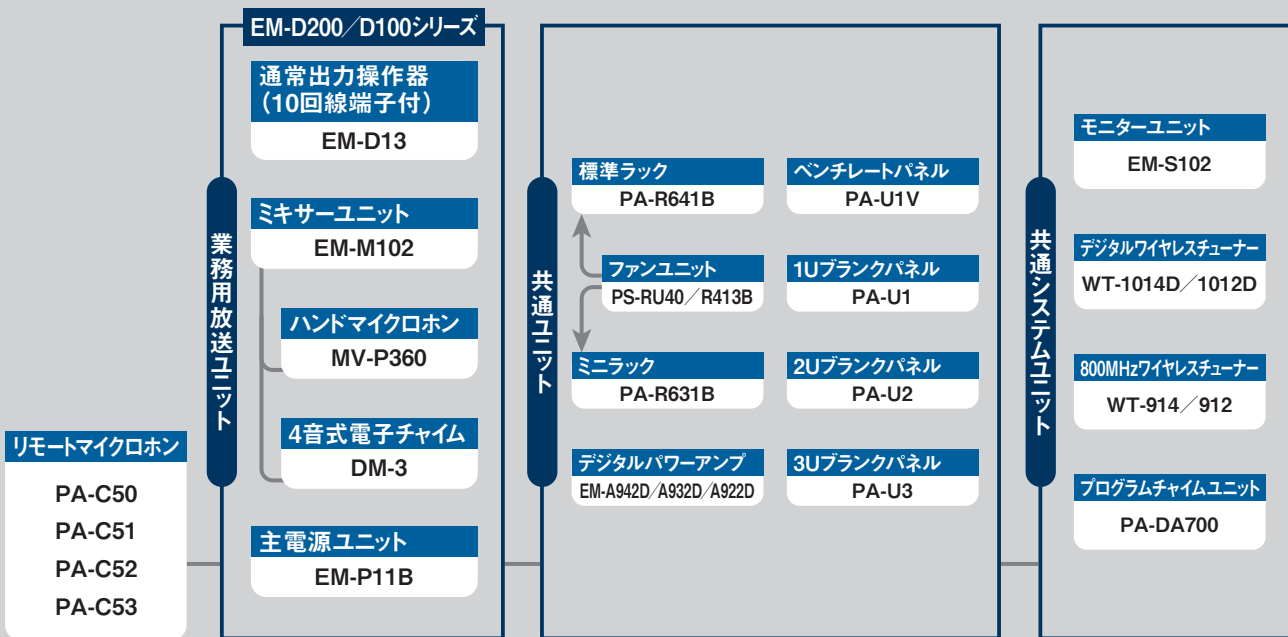 EM-D200／D100シリーズ
通常出力操作器
（10回線端子付）
EM-D13
ミキサーユニット
EM-M102
ハンドマイクロホン
MV-P360
4音式電子チャイム
DM-3
主電源ユニット
EM-P11B
業務用放送ユニット
リモートマイクロホン
PA-C50
PA-C51
PA-C52
PA-C53
共通ユニット
標準ラック
PA-R641B
ファンユニット
PS-RU40／R413B
ミニラック
PA-R631B
デジタルパワーアンプ
EM-A942D／A932D／A922D
ベンチレートパネル
PA-U1V
1Uブランクパネル
PA-U1
2Uブランクパネル
PA-U2
3Uブランクパネル
PA-U3
共通システムユニット
モニターユニット
EM-S102
デジタルワイヤレスチューナー
WT-1014D／1012D
800MHzワイヤレスチューナー
WT-914／912
プログラムチャイムユニット
PA-DA700